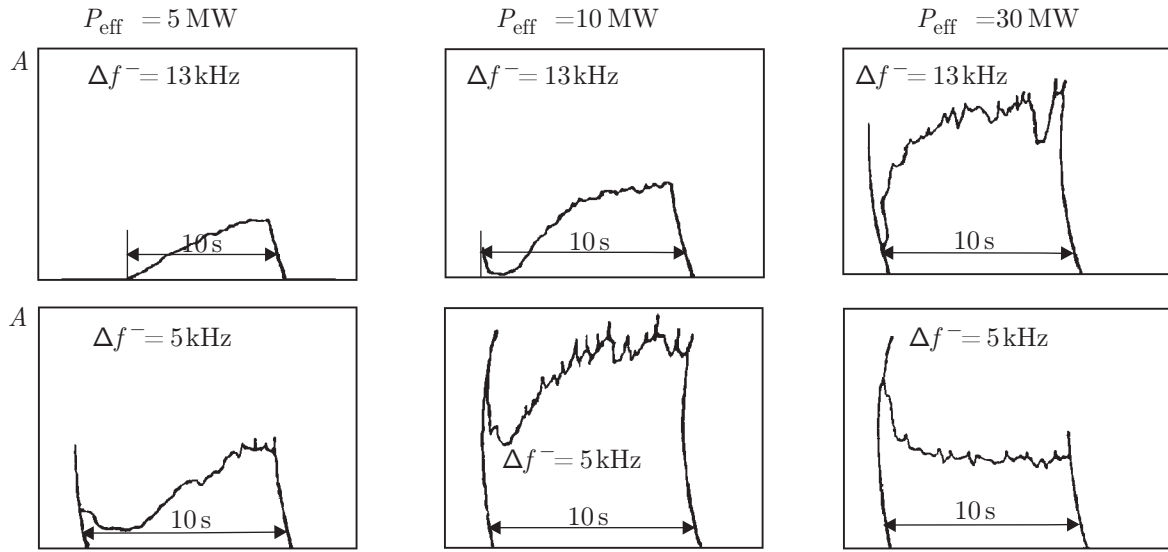 P_eff = 5 MW
P_eff =10 MW
P_eff =30 MW
A
Δf⁻= 13 kHz
10 s
Δf⁻= 13 kHz
10 s
Δf⁻= 13 kHz
10 s
A
Δf⁻= 5 kHz
10 s
Δf⁻= 5 kHz
10 s
Δf⁻= 5 kHz
10 s